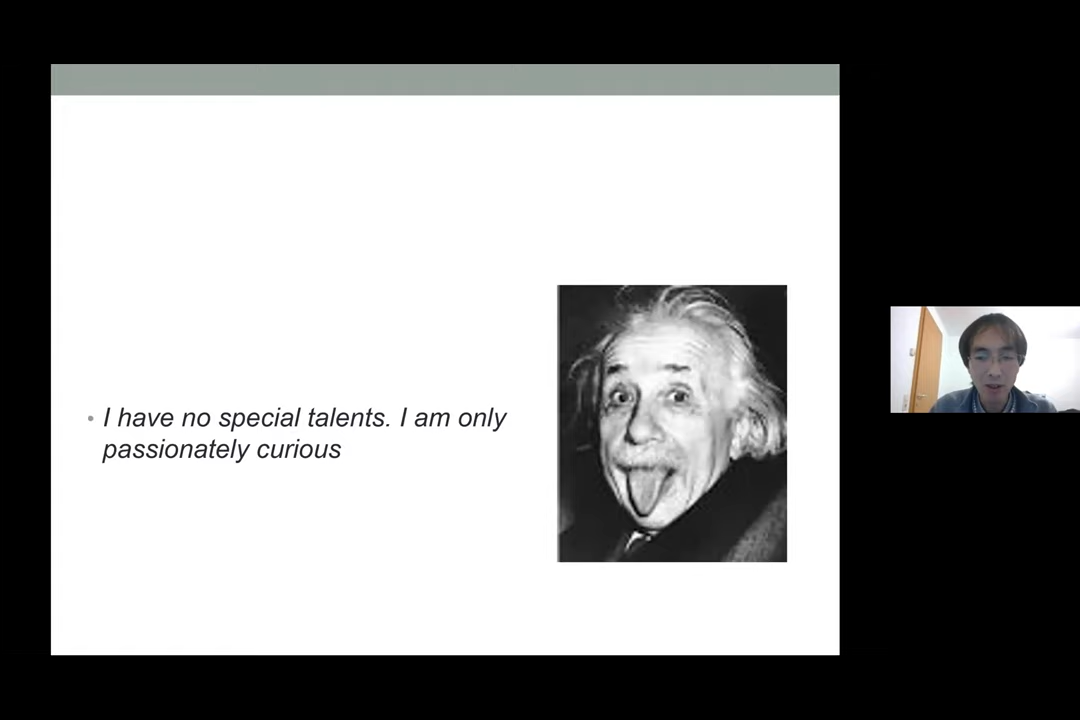 • I have no special talents. I am only
passionately curious